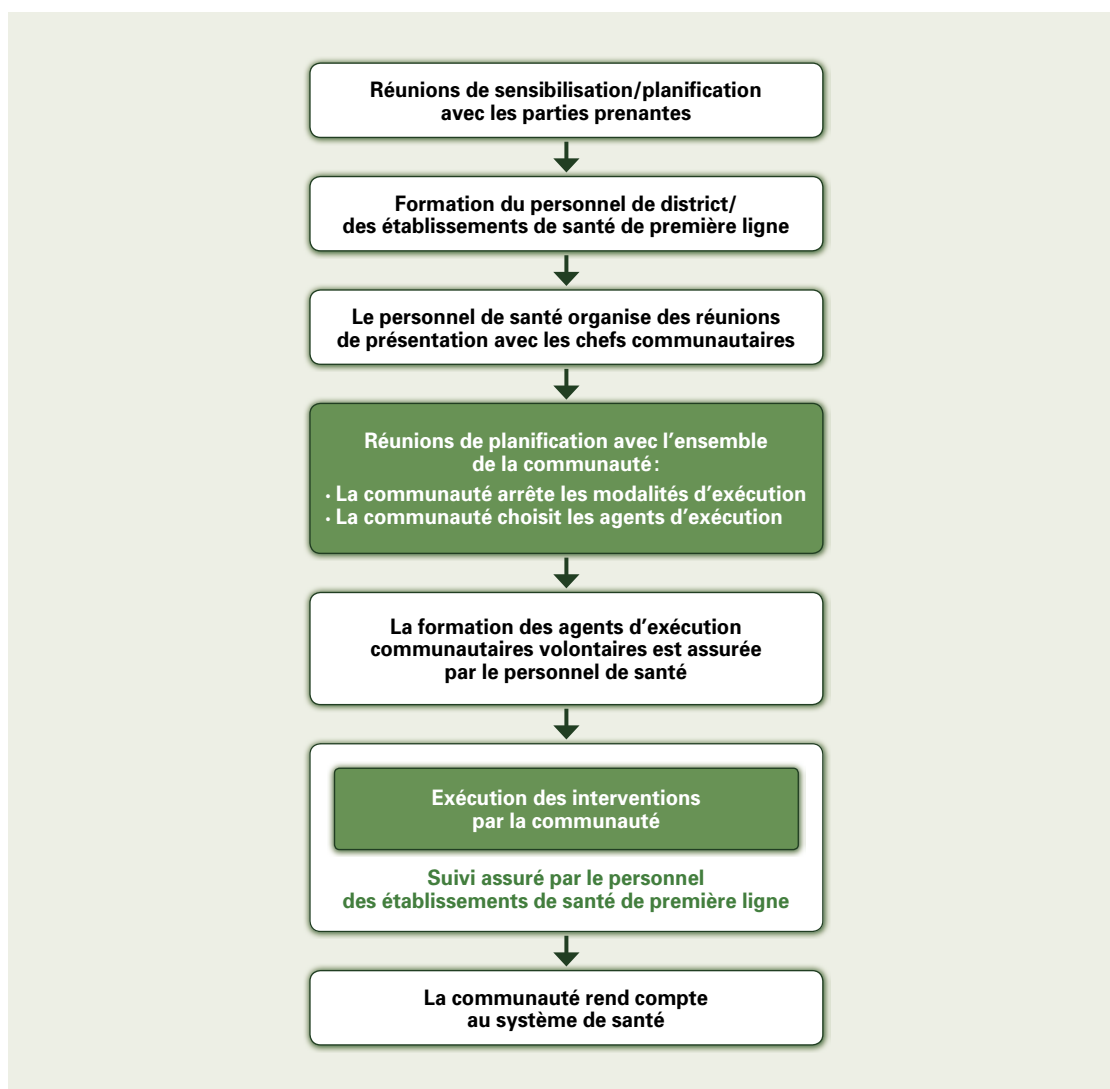 Réunions de sensibilisation/planification
avec les parties prenantes
Formation du personnel de district/
des établissements de santé de première ligne
Le personnel de santé organise des réunions
de présentation avec les chefs communautaires
Réunions de planification avec l’ensemble
de la communauté:
• La communauté arrête les modalités d’exécution
• La communauté choisit les agents d’exécution
La formation des agents d’exécution
communautaires volontaires est assurée
par le personnel de santé
Exécution des interventions
par la communauté
Suivi assuré par le personnel
des établissements de santé de première ligne
La communauté rend compte
au système de santé